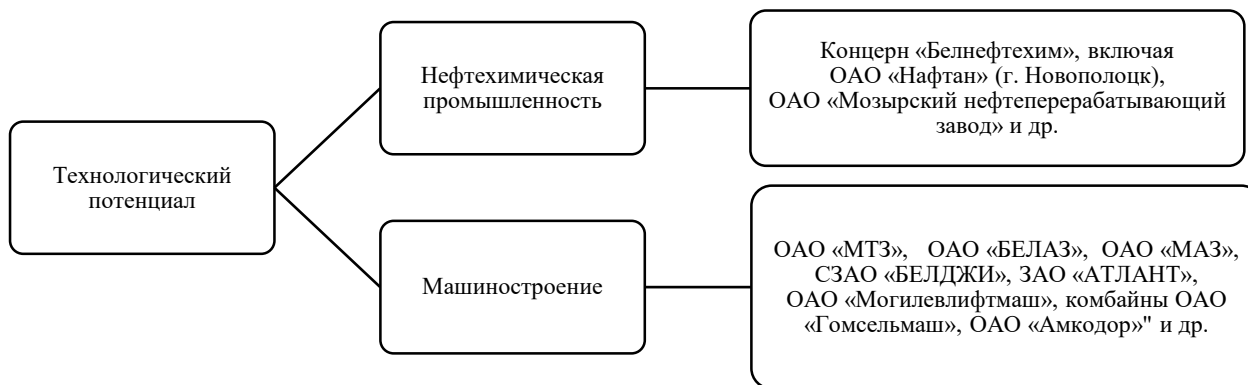 Технологический
потенциал
Нефтехимическая
промышленность
Концерн «Белнефтехим», включая
ОАО «Нафтан» (г. Новополоцк),
ОАО «Мозырский нефтеперерабатывающий
завод» и др.
Машиностроение
ОАО «МТЗ», ОАО «БЕЛАЗ», ОАО «МАЗ»,
СЗАО «БЕЛДЖИ», ЗАО «АТЛАНТ»,
ОАО «Могилевлифтмаш», комбайны ОАО
«Гомсельмаш», ОАО «Амкодор»" и др.